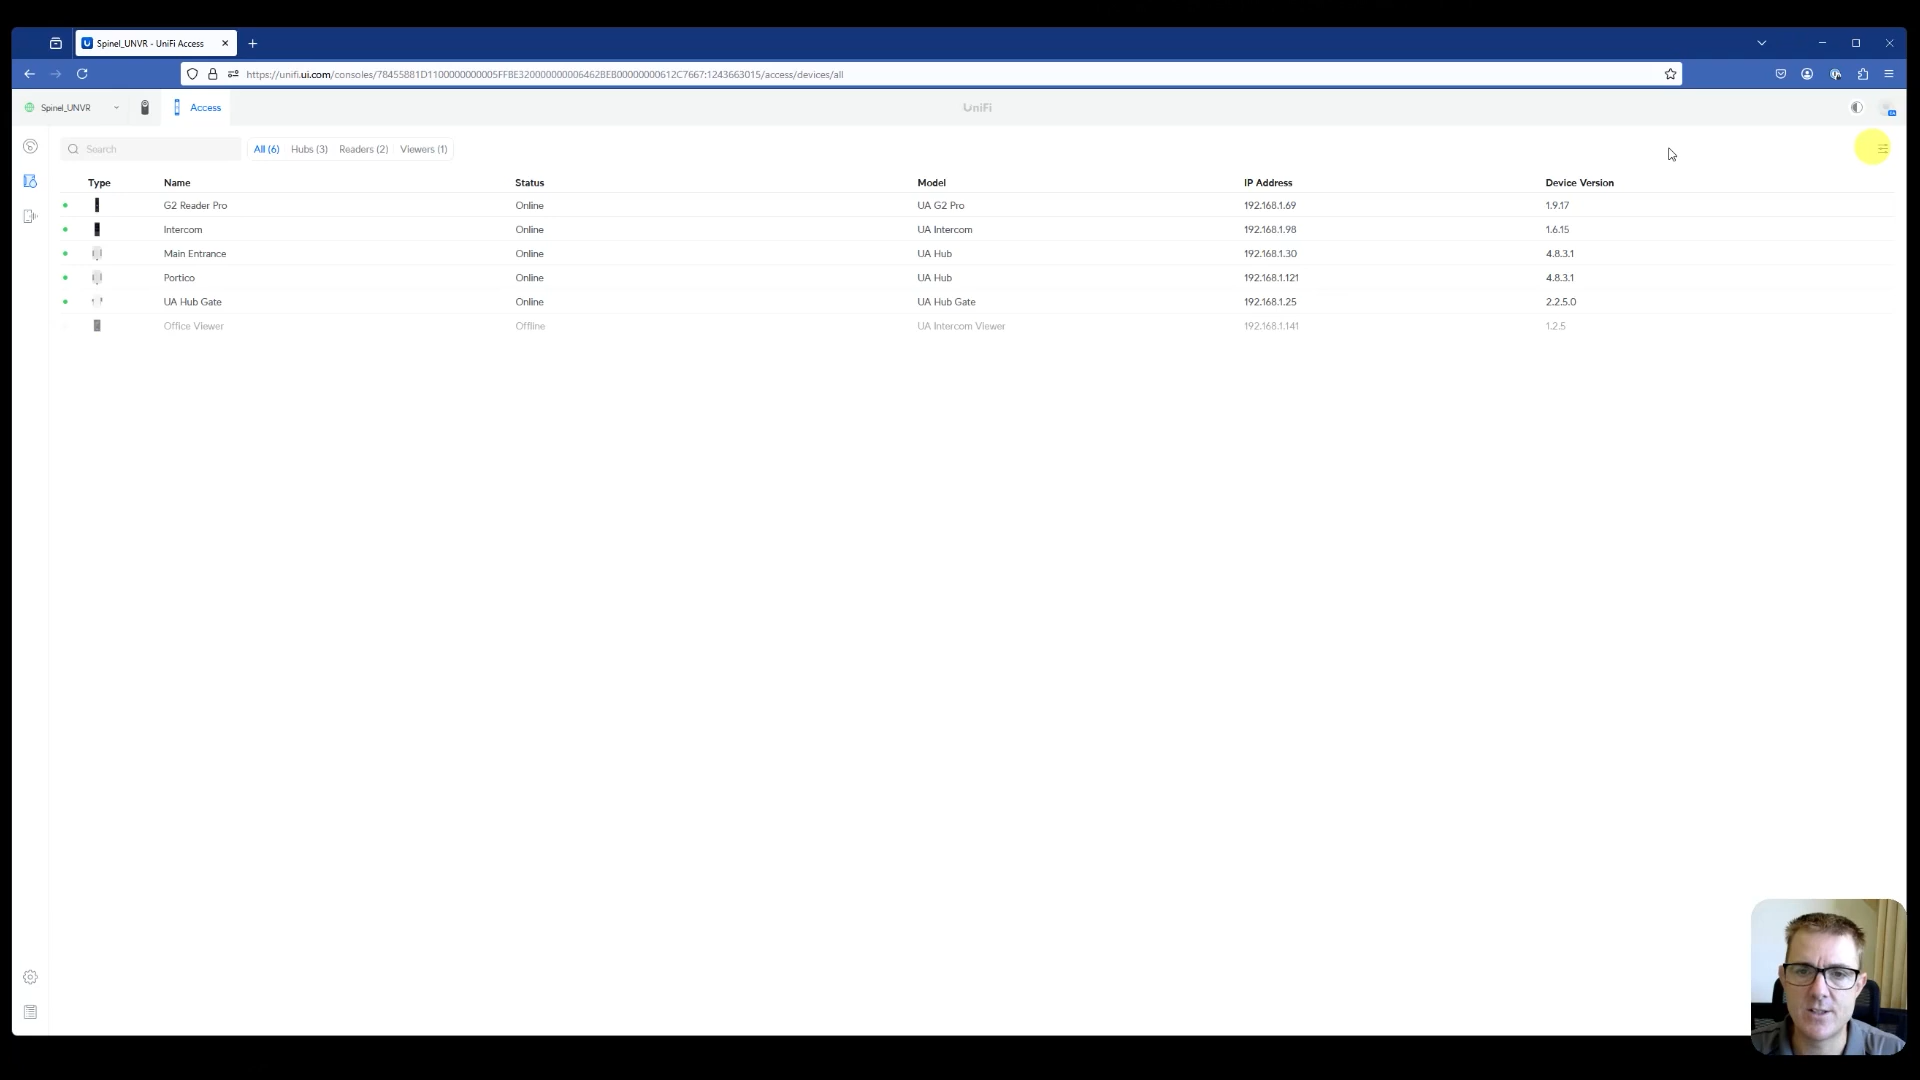 Spinel_UNVR - UniFi Access
https://unifi.ui.com/consoles/78455881D1100000000005FFBE320000000006462BEB00000000612C7667:1243663015/access/devices/all
Spinel_UNVR Access UniFi
Search All (6) Hubs (3) Readers (2) Viewers (1)
Type Name Status Model IP Address Device Version
G2 Reader Pro Online UA G2 Pro 192.168.1.69 1.9.17
Intercom Online UA Intercom 192.168.1.98 1.6.15
Main Entrance Online UA Hub 192.168.1.30 4.8.3.1
Portico Online UA Hub 192.168.1.121 4.8.3.1
UA Hub Gate Online UA Hub Gate 192.168.1.25 2.2.5.0
Office Viewer Offline UA Intercom Viewer 192.168.1.141 1.2.5